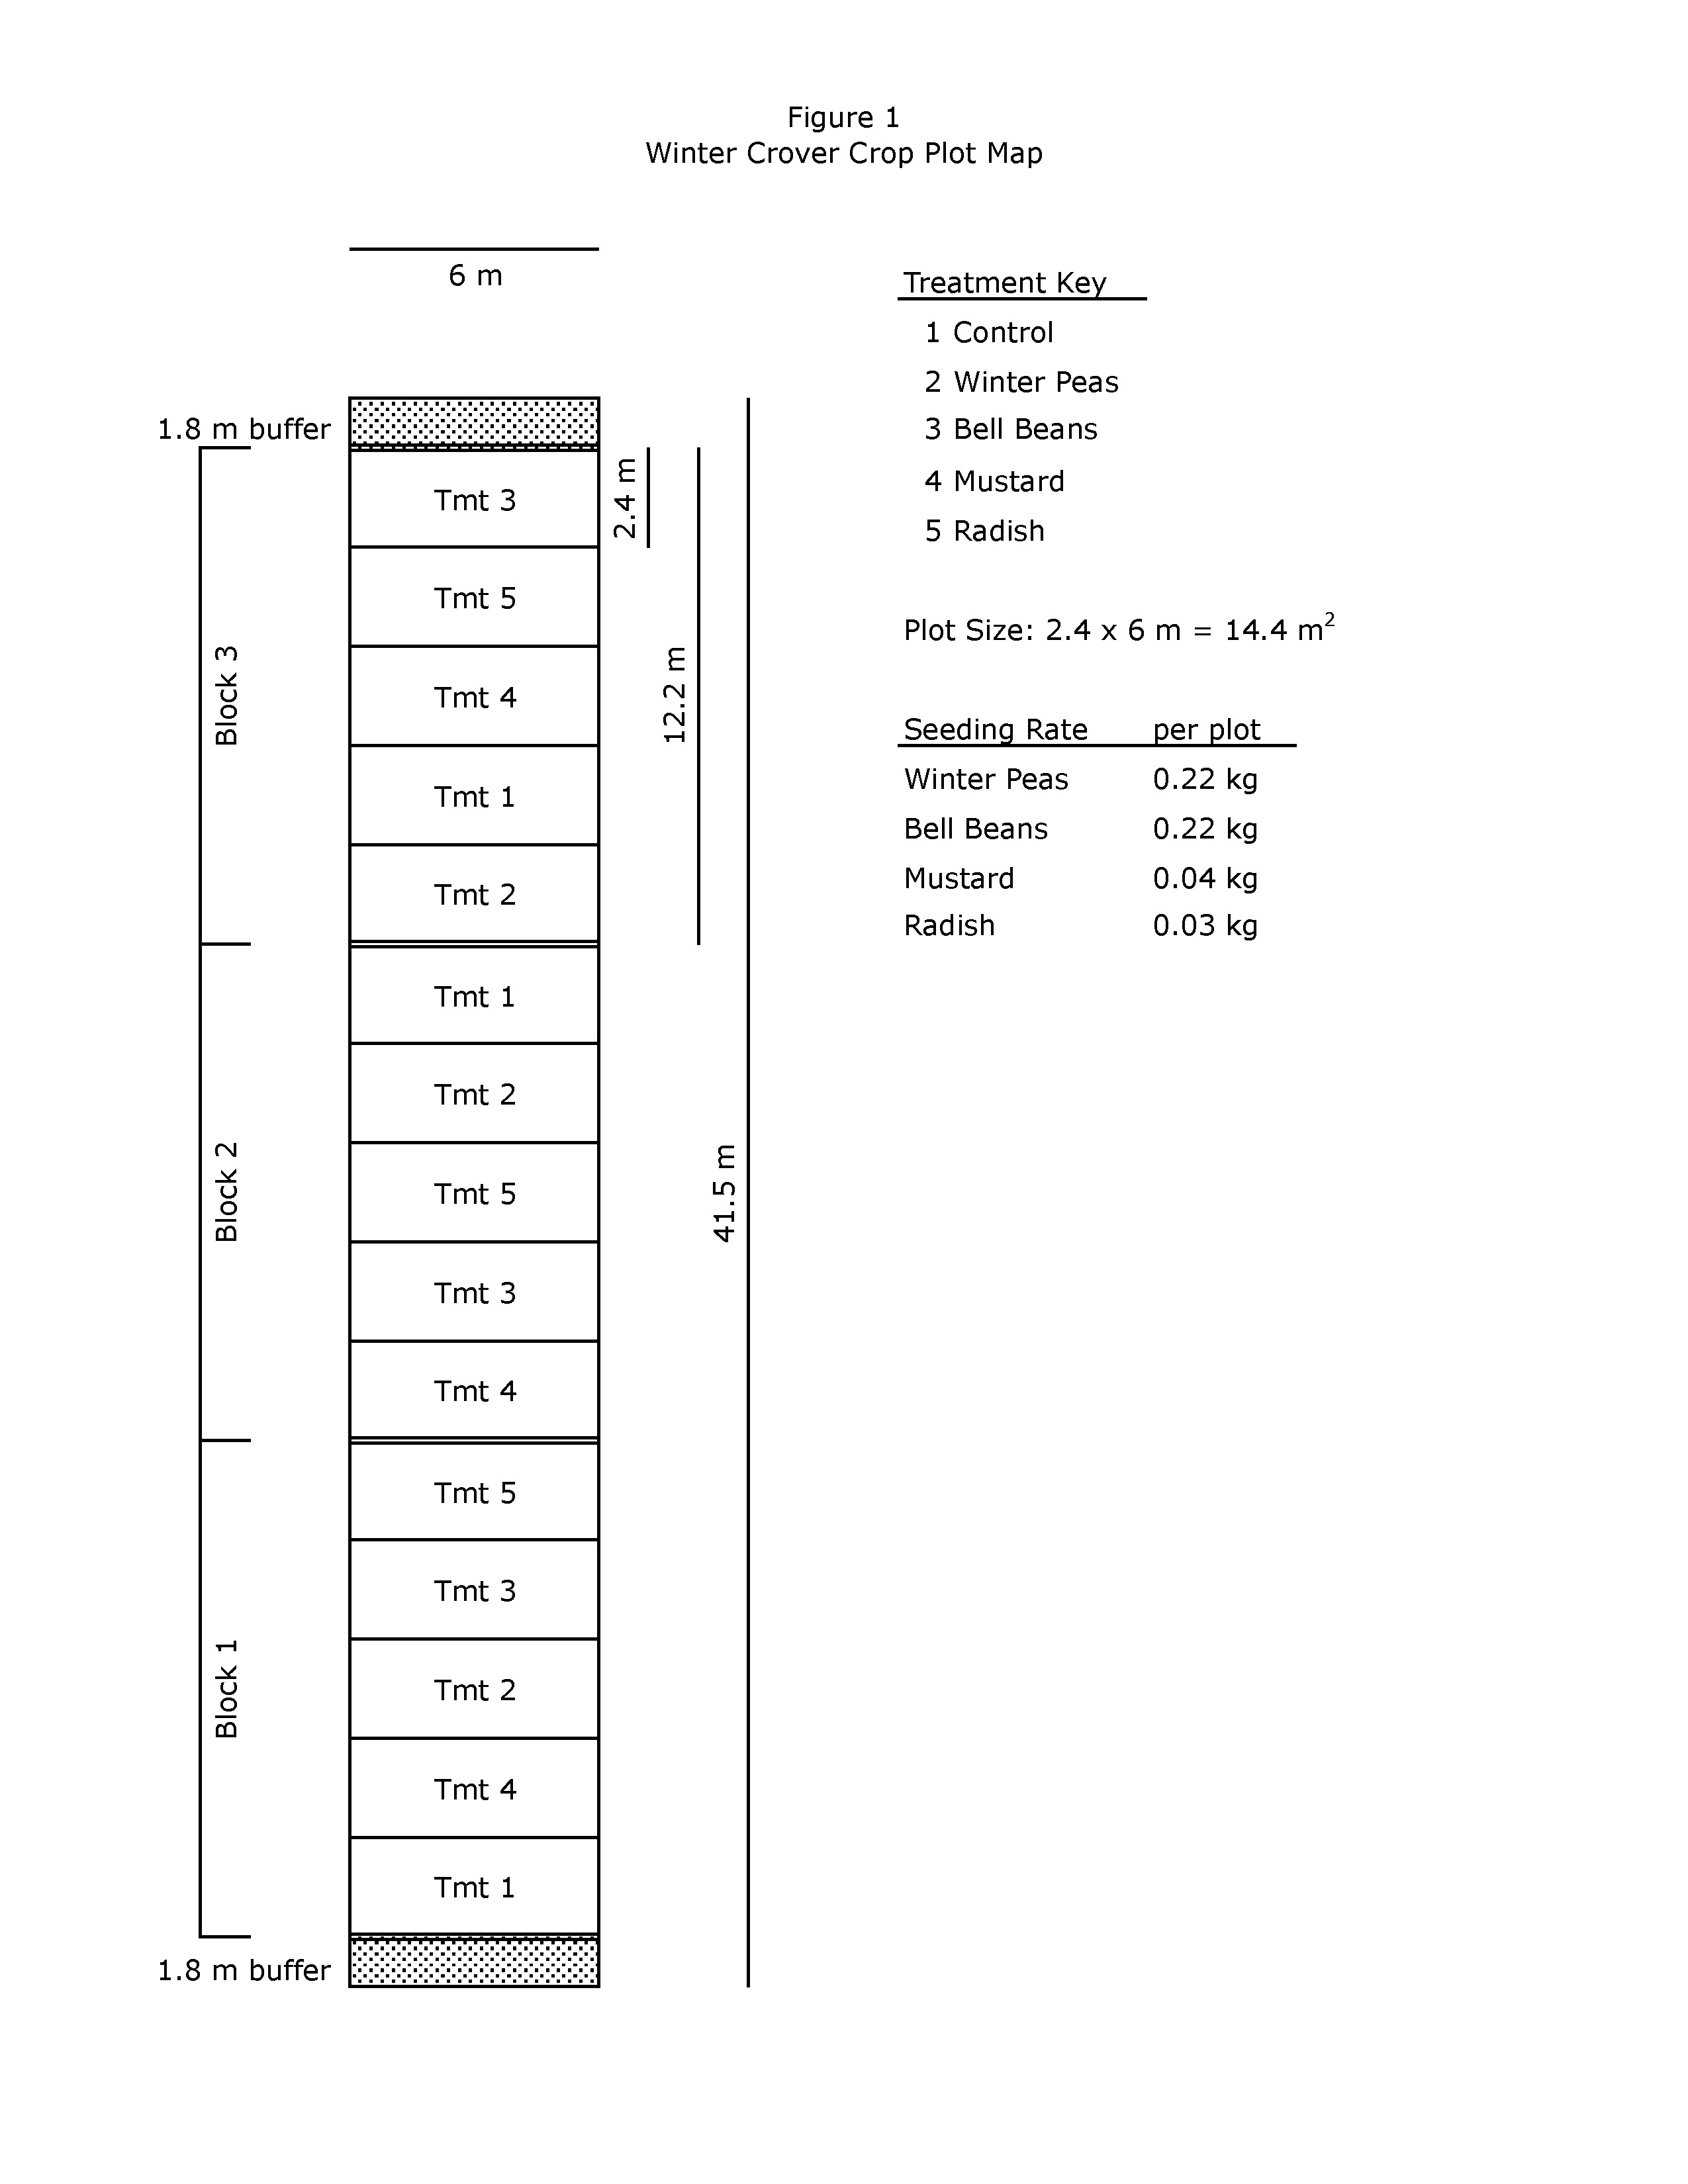 Figure 1
Winter Crover Crop Plot Map
6 m
1.8 m buffer
Block 3
Tmt 3
Tmt 5
Tmt 4
Tmt 1
Tmt 2
2.4 m
12.2 m
Block 2
Tmt 1
Tmt 2
Tmt 5
Tmt 3
Tmt 4
41.5 m
Block 1
Tmt 5
Tmt 3
Tmt 2
Tmt 4
Tmt 1
1.8 m buffer
Treatment Key
1 Control
2 Winter Peas
3 Bell Beans
4 Mustard
5 Radish
Plot Size: 2.4 x 6 m = 14.4 m²
Seeding Rate per plot
Winter Peas 0.22 kg
Bell Beans 0.22 kg
Mustard 0.04 kg
Radish 0.03 kg